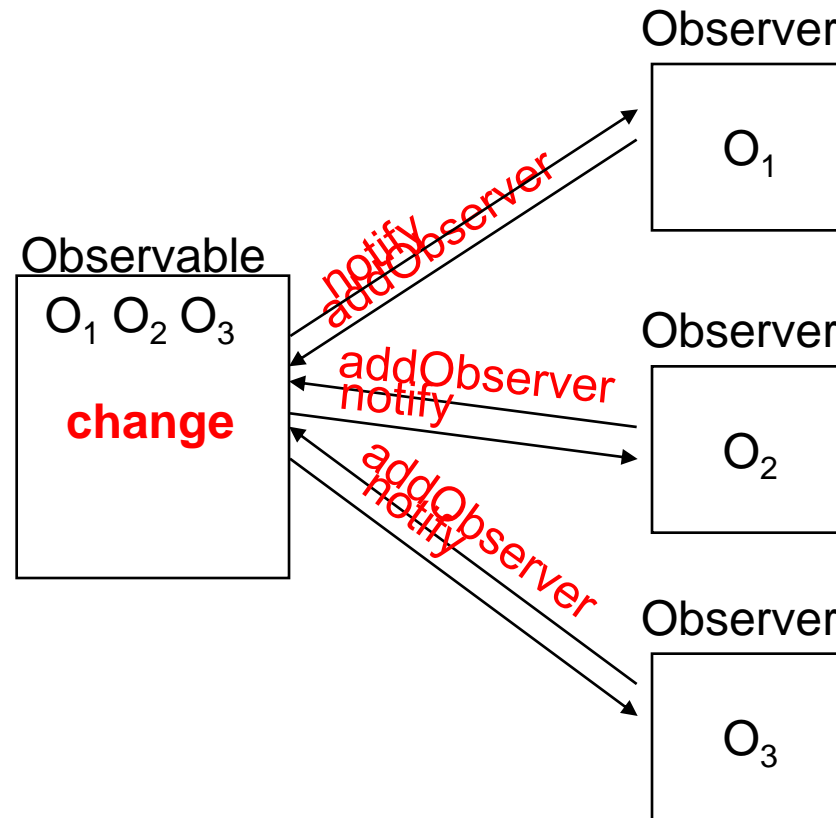 Observer
O₁
notify
addObserver
Observable
O₁ O₂ O₃
change
Observer
addObserver
notify
O₂
addObserver
notify
Observer
O₃